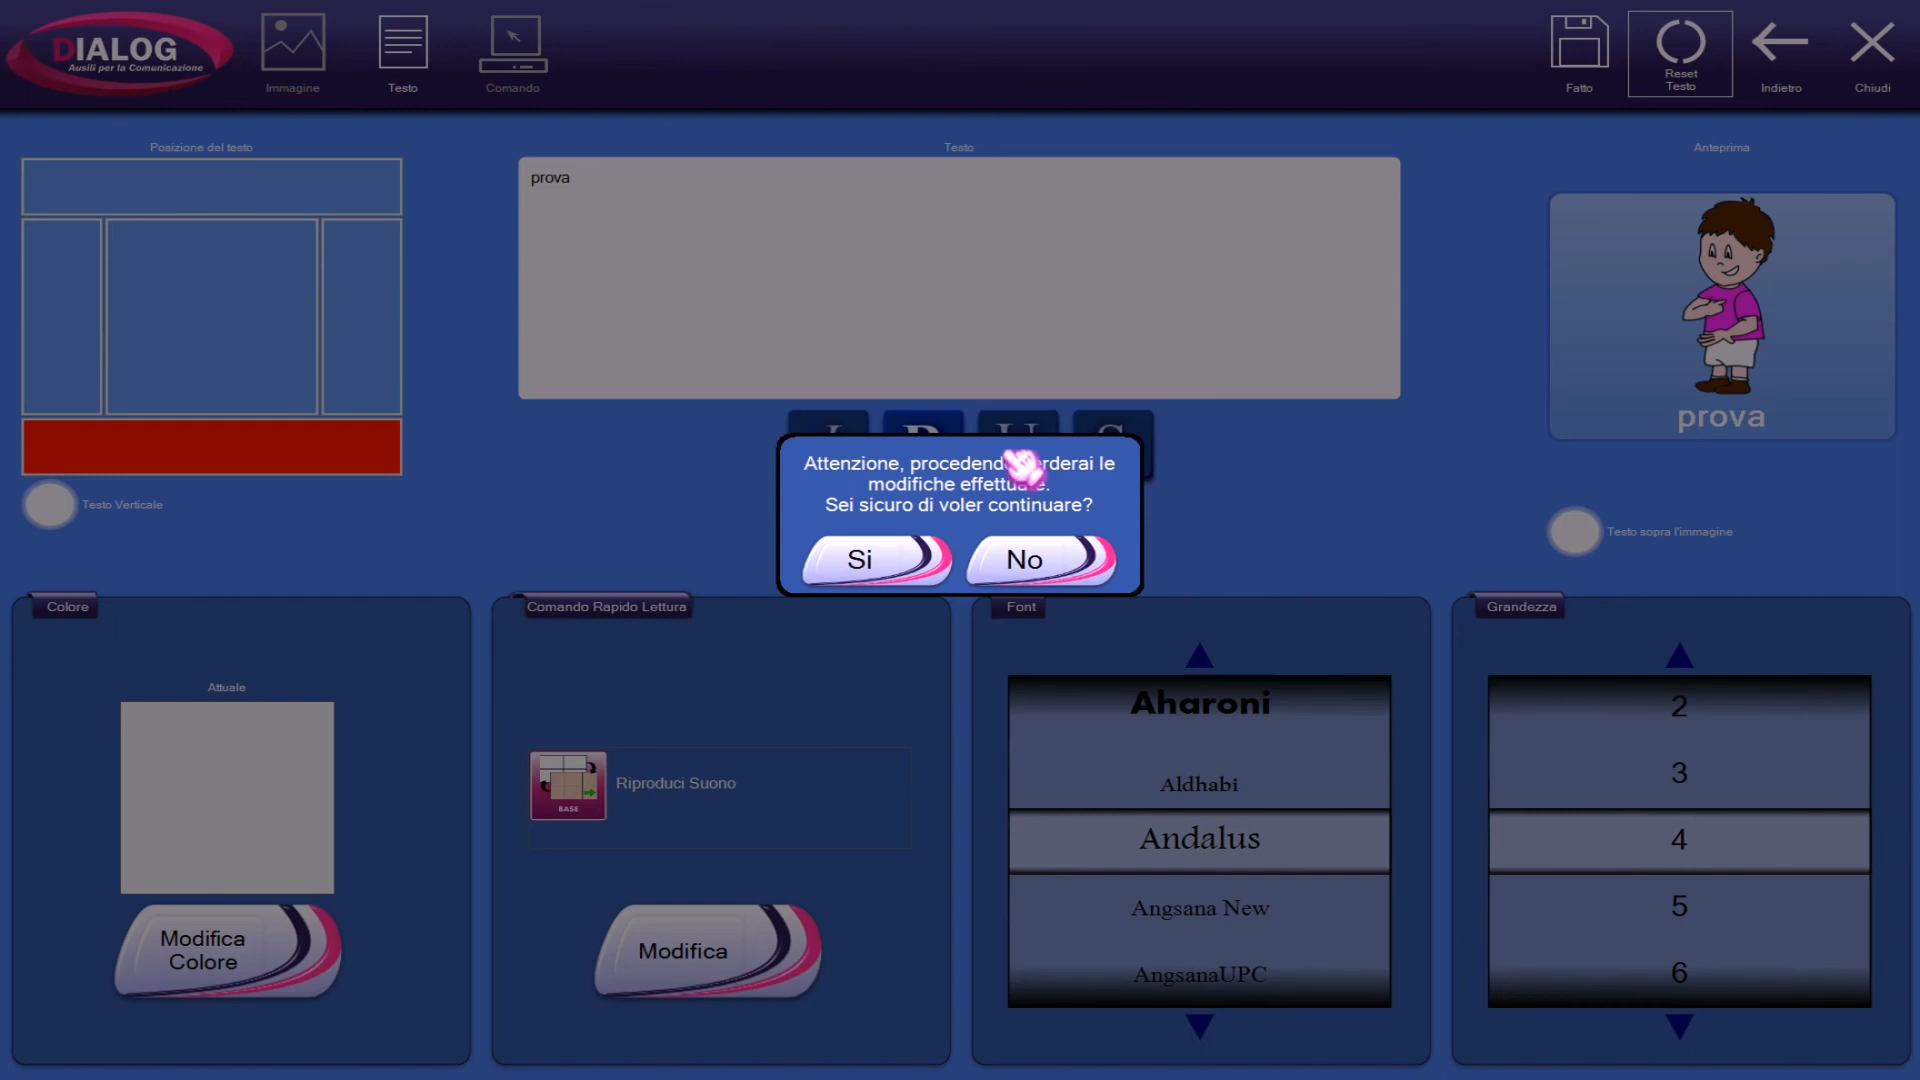 DIALOG
Ausili per la Comunicazione
Immagine
Testo
Comando
Fatto
Reset
Testo
Indietro
Chiudi
Posizione del testo
Testo
Anteprima
prova
prova
I B U S
Attenzione, procedendo perderai le
modifiche effettuate.
Sei sicuro di voler continuare?
Si
No
Testo Verticale
Testo sopra l'immagine
Colore
Comando Rapido Lettura
Font
Grandezza
Attuale
BASE
Riproduci Suono
Aharoni
Aldhabi
Andalus
Angsana New
AngsanaUPC
2
3
4
5
6
Modifica
Colore
Modifica